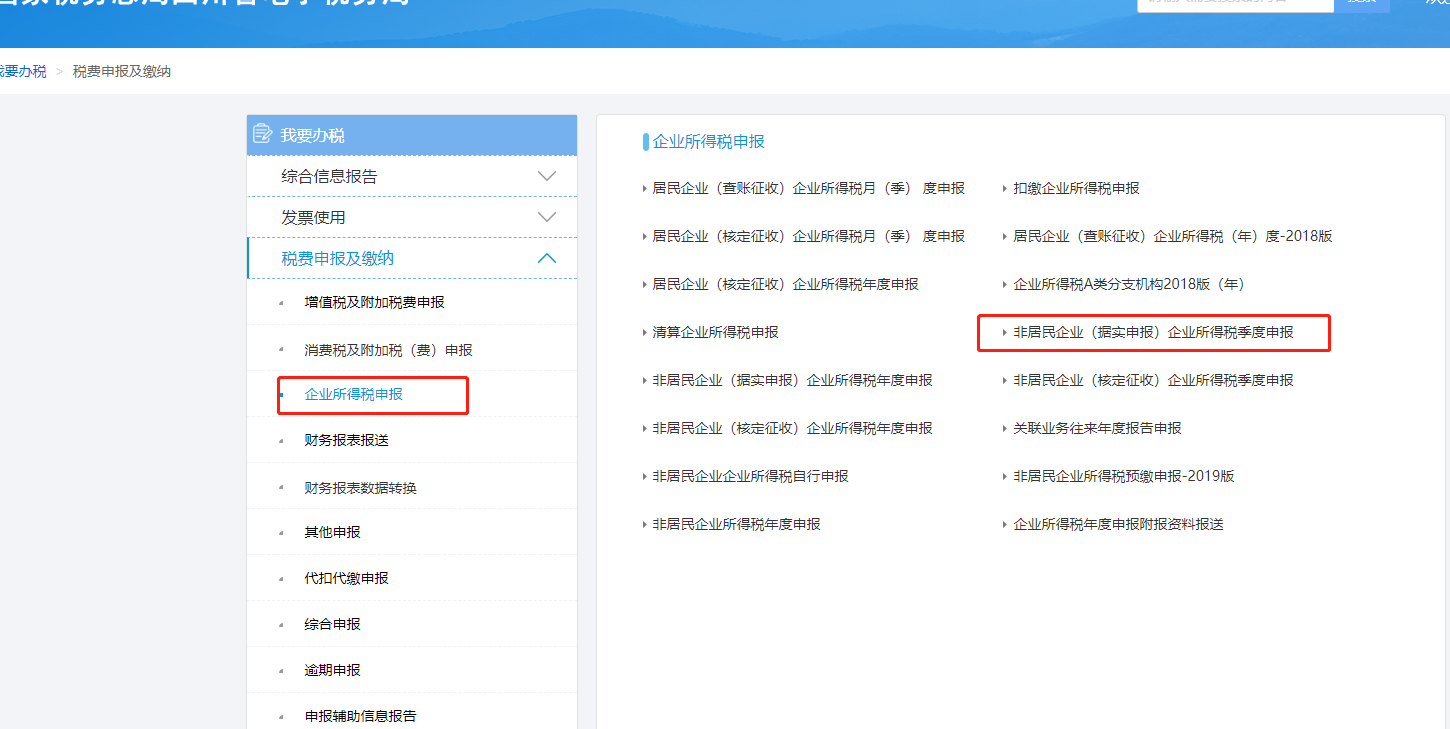 我要办税 > 税费申报及缴纳
我要办税
综合信息报告
发票使用
税费申报及缴纳
增值税及附加税费申报
消费税及附加税（费）申报
企业所得税申报
财务报表报送
财务报表数据转换
其他申报
代扣代缴申报
综合申报
逾期申报
申报辅助信息报告
企业所得税申报
居民企业（查账征收）企业所得税月（季） 度申报
扣缴企业所得税申报
居民企业（核定征收）企业所得税月（季） 度申报
居民企业（查账征收）企业所得税（年）度-2018版
居民企业（核定征收）企业所得税年度申报
企业所得税A类分支机构2018版（年）
清算企业所得税申报
非居民企业（据实申报）企业所得税季度申报
非居民企业（据实申报）企业所得税年度申报
非居民企业（核定征收）企业所得税季度申报
非居民企业（核定征收）企业所得税年度申报
关联业务往来年度报告申报
非居民企业企业所得税自行申报
非居民企业所得税预缴申报-2019版
非居民企业所得税年度申报
企业所得税年度申报附报资料报送